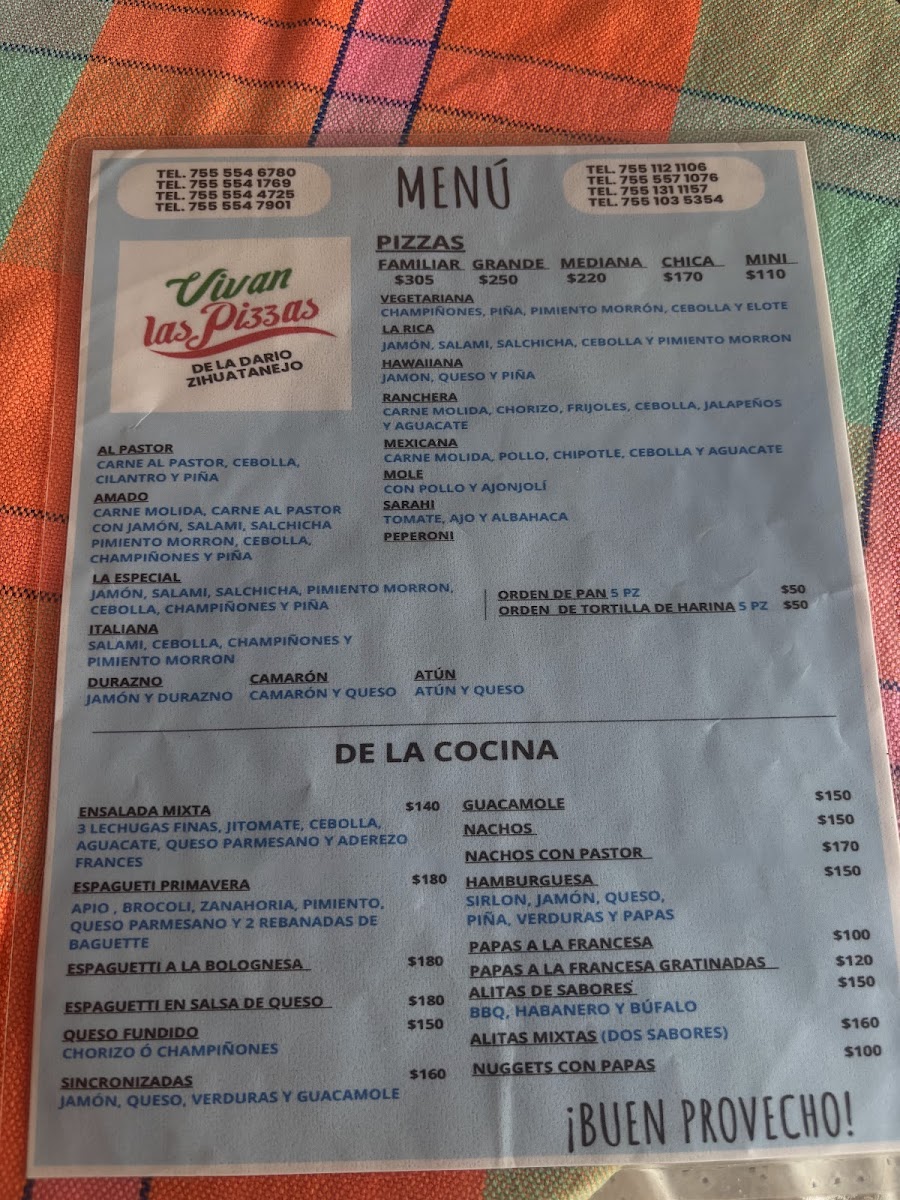 TEL. 755 554 6780
TEL. 755 554 1769
TEL. 755 554 4725
TEL. 755 554 7901
MENÚ
TEL. 755 112 1106
TEL. 755 557 1076
TEL. 755 131 1157
TEL. 755 103 5354
Vivan
las Pizzas
DE LA DARIO
ZIHUATANEJO
PIZZAS
FAMILIAR GRANDE MEDIANA CHICA MINI
$305 $250 $220 $170 $110
VEGETARIANA
CHAMPIÑONES, PIÑA, PIMIENTO MORRÓN, CEBOLLA Y ELOTE
LA RICA
JAMÓN, SALAMI, SALCHICHA, CEBOLLA Y PIMIENTO MORRON
HAWAIIANA
JAMON, QUESO Y PIÑA
RANCHERA
CARNE MOLIDA, CHORIZO, FRIJOLES, CEBOLLA, JALAPEÑOS
Y AGUACATE
MEXICANA
CARNE MOLIDA, POLLO, CHIPOTLE, CEBOLLA Y AGUACATE
MOLE
CON POLLO Y AJONJOLÍ
SARAHI
TOMATE, AJO Y ALBAHACA
PEPERONI
AL PASTOR
CARNE AL PASTOR, CEBOLLA,
CILANTRO Y PIÑA
AMADO
CARNE MOLIDA, CARNE AL PASTOR
CON JAMÓN, SALAMI, SALCHICHA
PIMIENTO MORRON, CEBOLLA,
CHAMPIÑONES Y PIÑA
LA ESPECIAL
JAMÓN, SALAMI, SALCHICHA, PIMIENTO MORRON,
CEBOLLA, CHAMPIÑONES Y PIÑA
ITALIANA
SALAMI, CEBOLLA, CHAMPIÑONES Y
PIMIENTO MORRON
DURAZNO
JAMÓN Y DURAZNO
CAMARÓN
CAMARÓN Y QUESO
ATÚN
ATÚN Y QUESO
ORDEN DE PAN 5 PZ $50
ORDEN DE TORTILLA DE HARINA 5 PZ $50
DE LA COCINA
ENSALADA MIXTA $140
3 LECHUGAS FINAS, JITOMATE, CEBOLLA,
AGUACATE, QUESO PARMESANO Y ADEREZO
FRANCES
ESPAGUETI PRIMAVERA $180
APIO , BROCOLI, ZANAHORIA, PIMIENTO,
QUESO PARMESANO Y 2 REBANADAS DE
BAGUETTE
ESPAGUETTI A LA BOLOGNESA $180
ESPAGUETTI EN SALSA DE QUESO $180
QUESO FUNDIDO $150
CHORIZO Ó CHAMPIÑONES
SINCRONIZADAS $160
JAMÓN, QUESO, VERDURAS Y GUACAMOLE
GUACAMOLE $150
NACHOS $150
NACHOS CON PASTOR $170
HAMBURGUESA $150
SIRLON, JAMÓN, QUESO,
PIÑA, VERDURAS Y PAPAS
PAPAS A LA FRANCESA $100
PAPAS A LA FRANCESA GRATINADAS $120
ALITAS DE SABORES $150
BBQ, HABANERO Y BÚFALO
ALITAS MIXTAS (DOS SABORES) $160
NUGGETS CON PAPAS $100
¡BUEN PROVECHO!